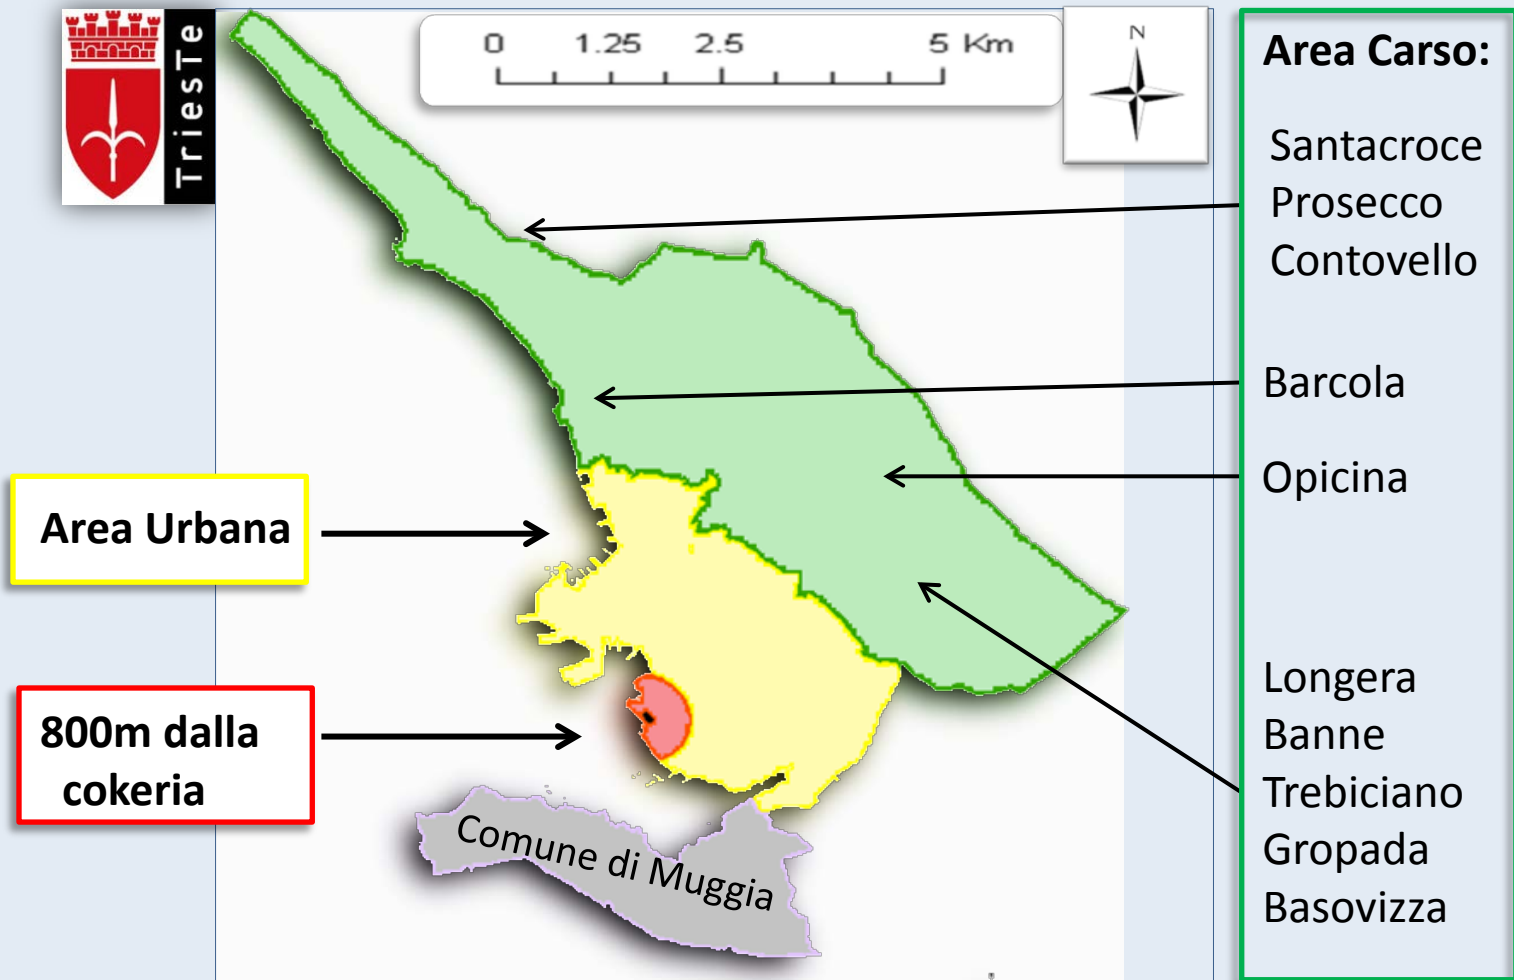 TriesTe
0 1.25 2.5 5 Km
N
Area Carso:
Santacroce
Prosecco
Contovello
Barcola
Opicina
Longera
Banne
Trebiciano
Gropada
Basovizza
Area Urbana
800m dalla
cokeria
Comune di Muggia